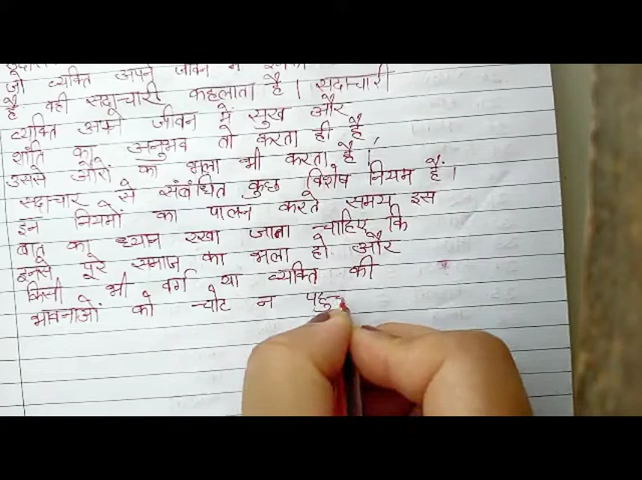 जो व्यक्ति अपने जीवन में
है वही सदाचारी कहलाता है। सदाचारी
व्यक्ति अपने जीवन में सुख और
शांति का अनुभव तो करता ही है,
उससे औरों का भला भी करता है।
सदाचार से संबंधित कुछ विशेष नियम हैं।
इन नियमों का पालन करते समय इस
बात का ध्यान रखा जाना चाहिए कि
इनसे पूरे समाज का भला हो और
किसी भी वर्ग या व्यक्ति की
भावनाओं को चोट न पहुच